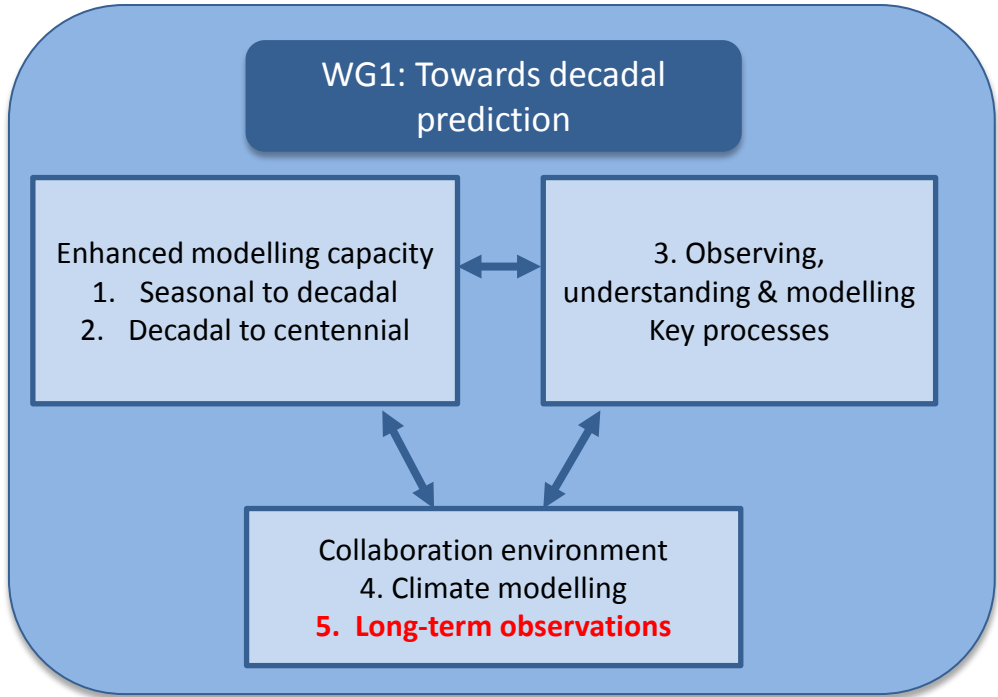 WG1: Towards decadal
prediction
Enhanced modelling capacity
1. Seasonal to decadal
2. Decadal to centennial
3. Observing,
understanding & modelling
Key processes
Collaboration environment
4. Climate modelling
5. Long-term observations